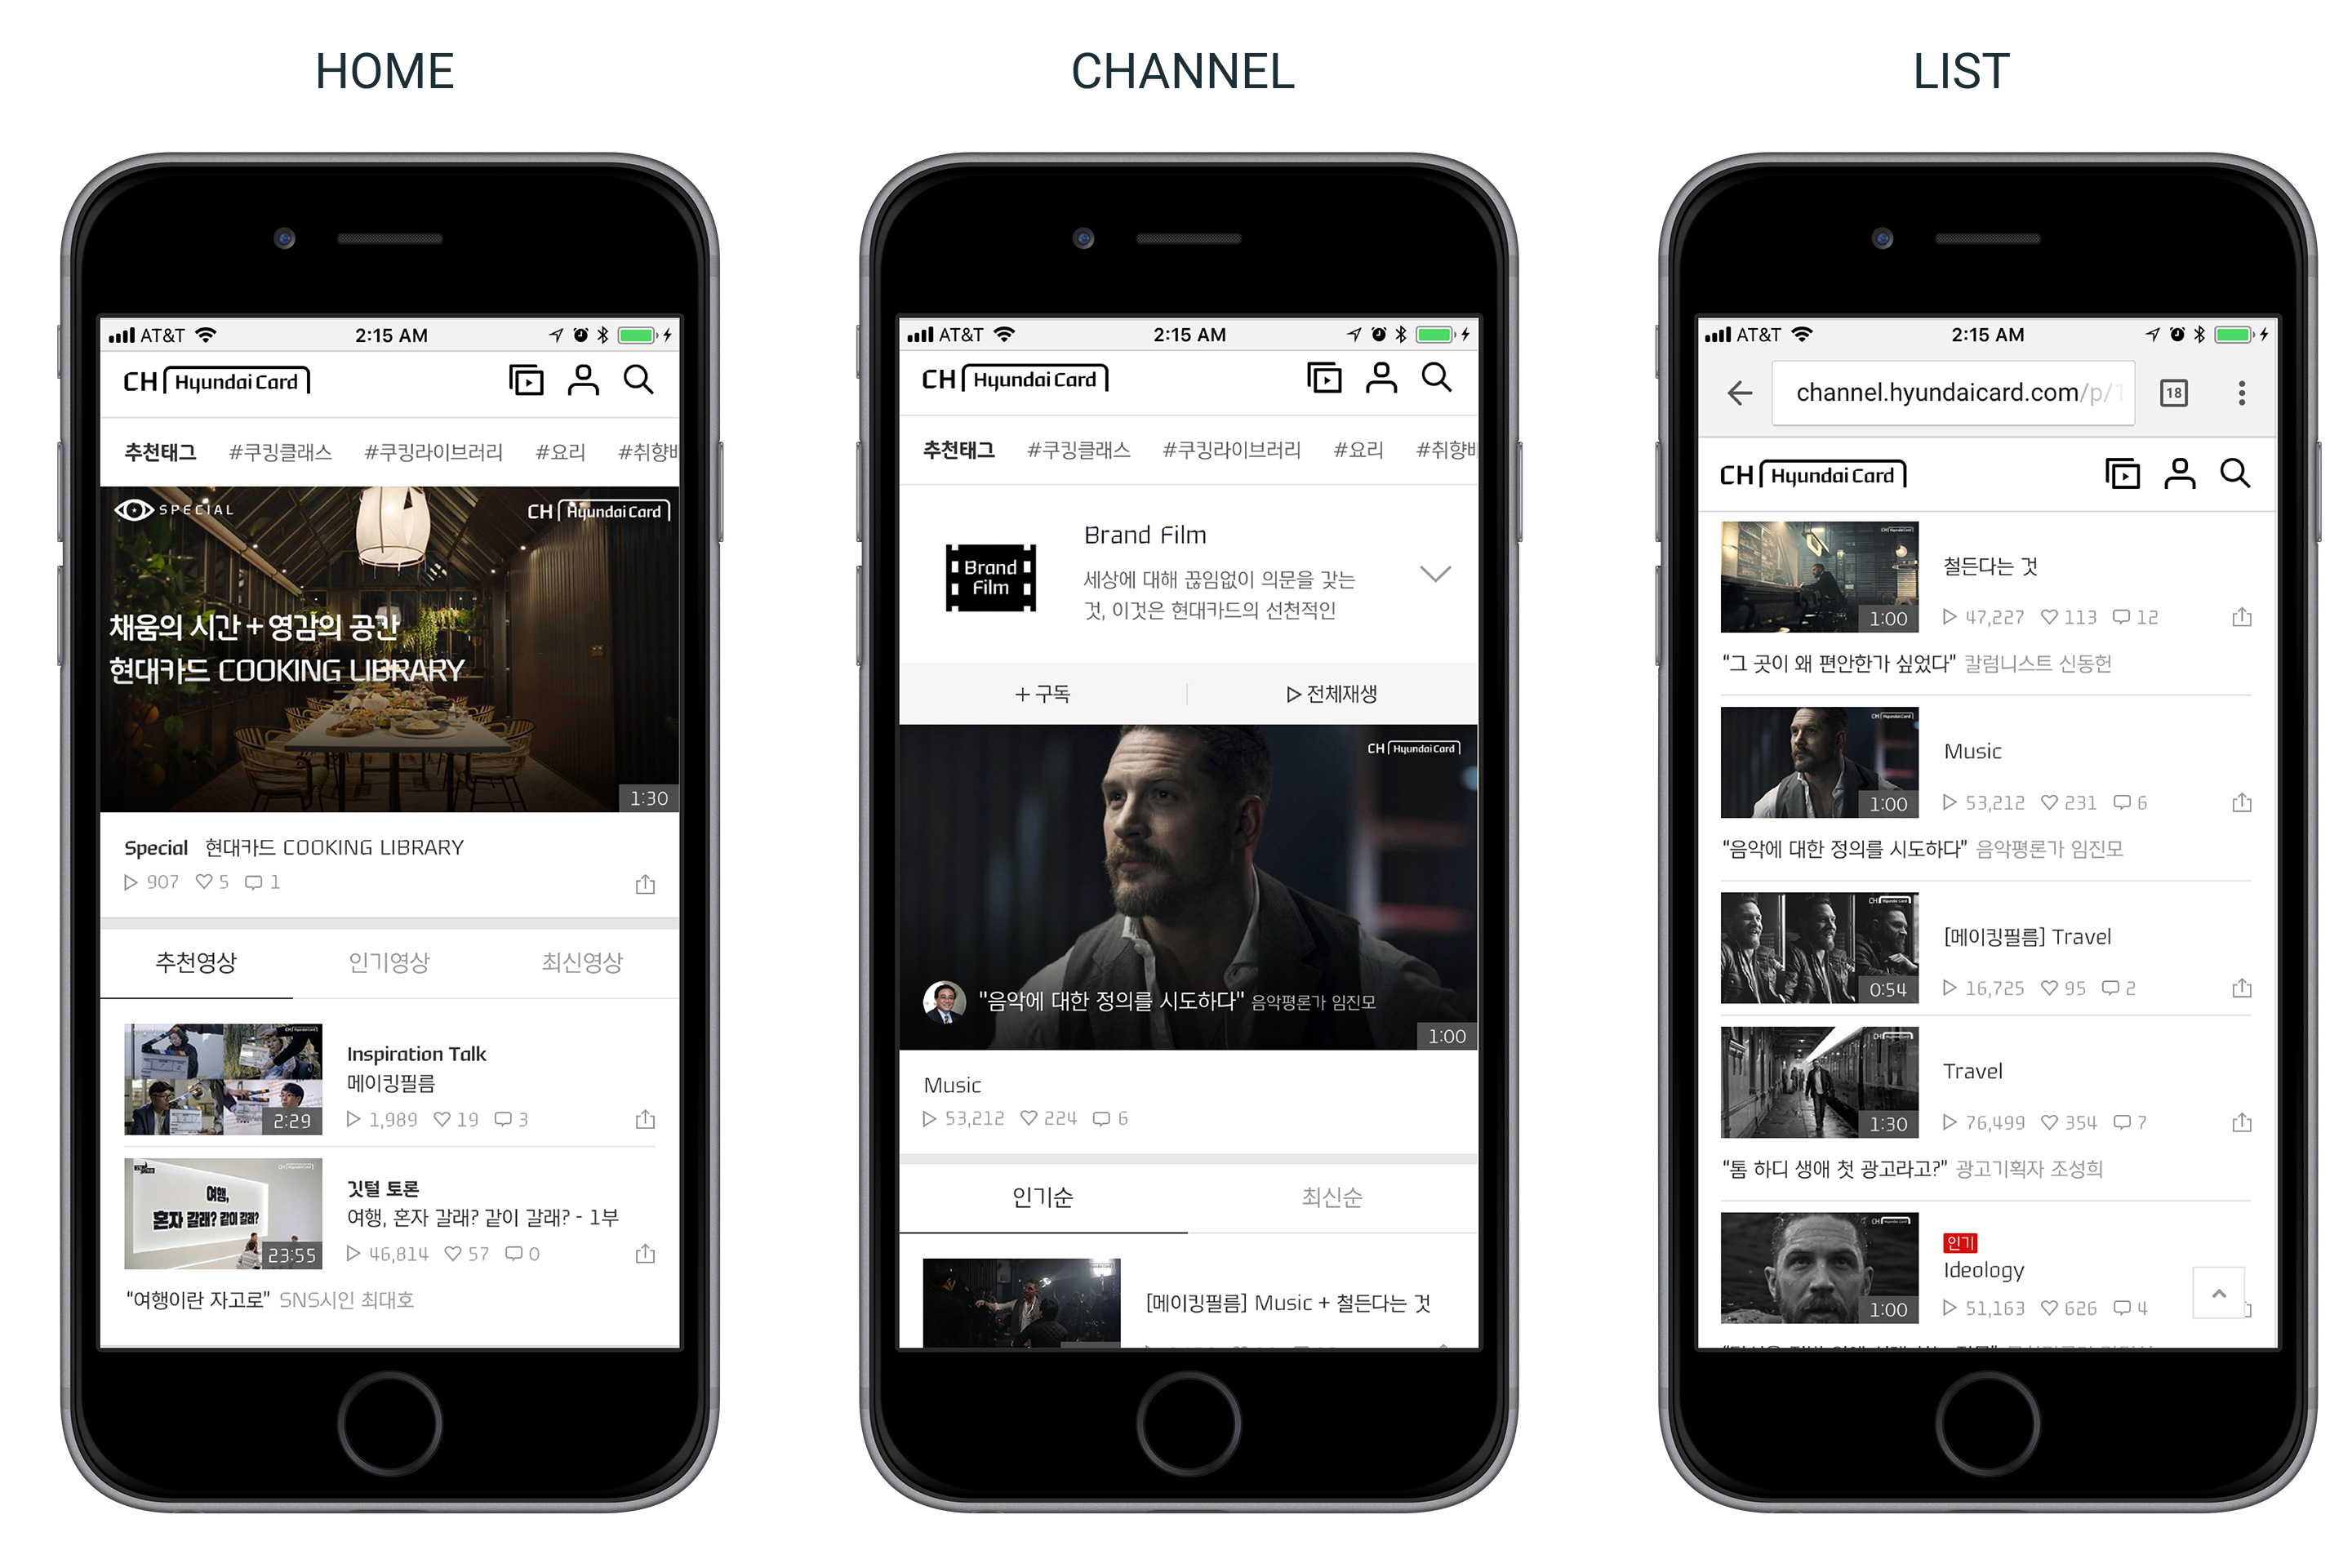 HOME
AT&T 2:15 AM
CH Hyundai Card
추천태그 #쿠킹클래스 #쿠킹라이브러리 #요리
SPECIAL CH Hyundai Card
채움의 시간 + 영감의 공간
현대카드 COOKING LIBRARY
1:30
Special 현대카드 COOKING LIBRARY
907 5 1
추천영상 인기영상 최신영상
Inspiration Talk
메이킹필름
2:29
1,989 19 3
여행,
혼자 갈래? 같이 갈래?
23:55
깃털 토론
여행, 혼자 갈래? 같이 갈래? - 1부
46,814 57 0
“여행이란 자고로” SNS시인 최대호
CHANNEL
AT&T 2:15 AM
CH Hyundai Card
추천태그 #쿠킹클래스 #쿠킹라이브러리 #요리
Brand
Film
Brand Film
세상에 대해 끊임없이 의문을 갖는
것, 이것은 현대카드의 선천적인
+ 구독 전체재생
CH Hyundai Card
"음악에 대한 정의를 시도하다" 음악평론가 임진모
1:00
Music
53,212 224 6
인기순 최신순
[메이킹필름] Music + 철든다는 것
LIST
AT&T 2:15 AM
channel.hyundaicard.com/p/1
18
CH Hyundai Card
1:00
철든다는 것
47,227 113 12
“그 곳이 왜 편안한가 싶었다” 칼럼니스트 신동헌
CH Hyundai Card
1:00
Music
53,212 231 6
“음악에 대한 정의를 시도하다” 음악평론가 임진모
0:54
[메이킹필름] Travel
16,725 95 2
1:30
Travel
76,499 354 7
“톰 하디 생애 첫 광고라고?” 광고기획자 조성희
1:00
인기
Ideology
51,163 626 4